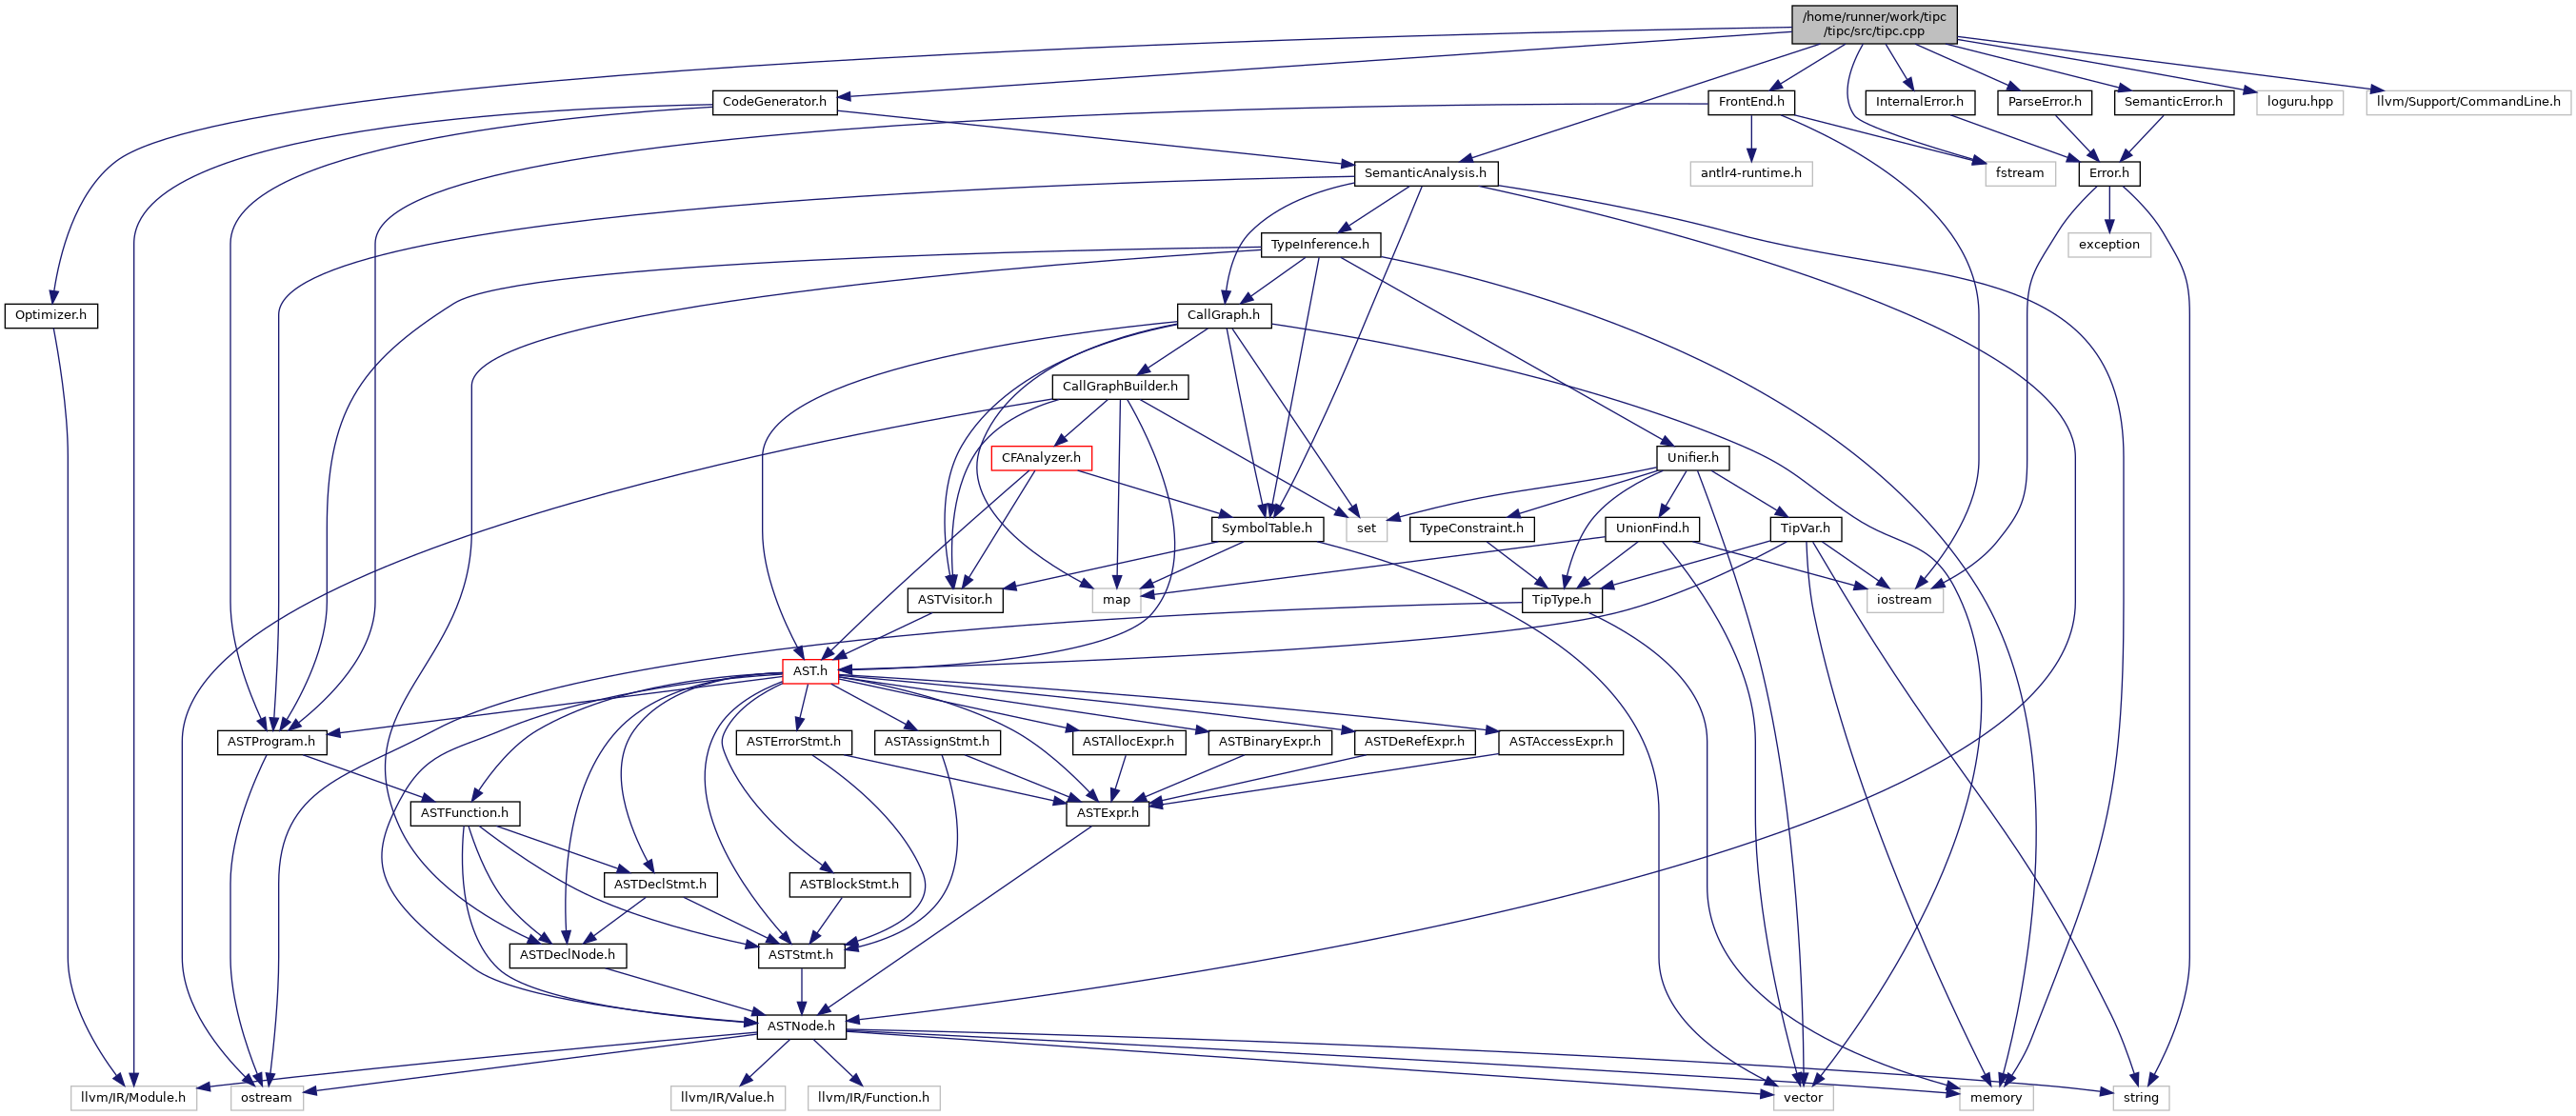 /home/runner/work/tipc
/tipc/src/tipc.cpp
CodeGenerator.h
FrontEnd.h
InternalError.h
ParseError.h
SemanticError.h
loguru.hpp
llvm/Support/CommandLine.h
SemanticAnalysis.h
antlr4-runtime.h
fstream
Error.h
TypeInference.h
exception
Optimizer.h
CallGraph.h
CallGraphBuilder.h
CFAnalyzer.h
Unifier.h
SymbolTable.h
set
TypeConstraint.h
UnionFind.h
TipVar.h
ASTVisitor.h
map
TipType.h
iostream
AST.h
ASTProgram.h
ASTErrorStmt.h
ASTAssignStmt.h
ASTAllocExpr.h
ASTBinaryExpr.h
ASTDeRefExpr.h
ASTAccessExpr.h
ASTFunction.h
ASTExpr.h
ASTDeclStmt.h
ASTBlockStmt.h
ASTDeclNode.h
ASTStmt.h
ASTNode.h
llvm/IR/Module.h
ostream
llvm/IR/Value.h
llvm/IR/Function.h
vector
memory
string